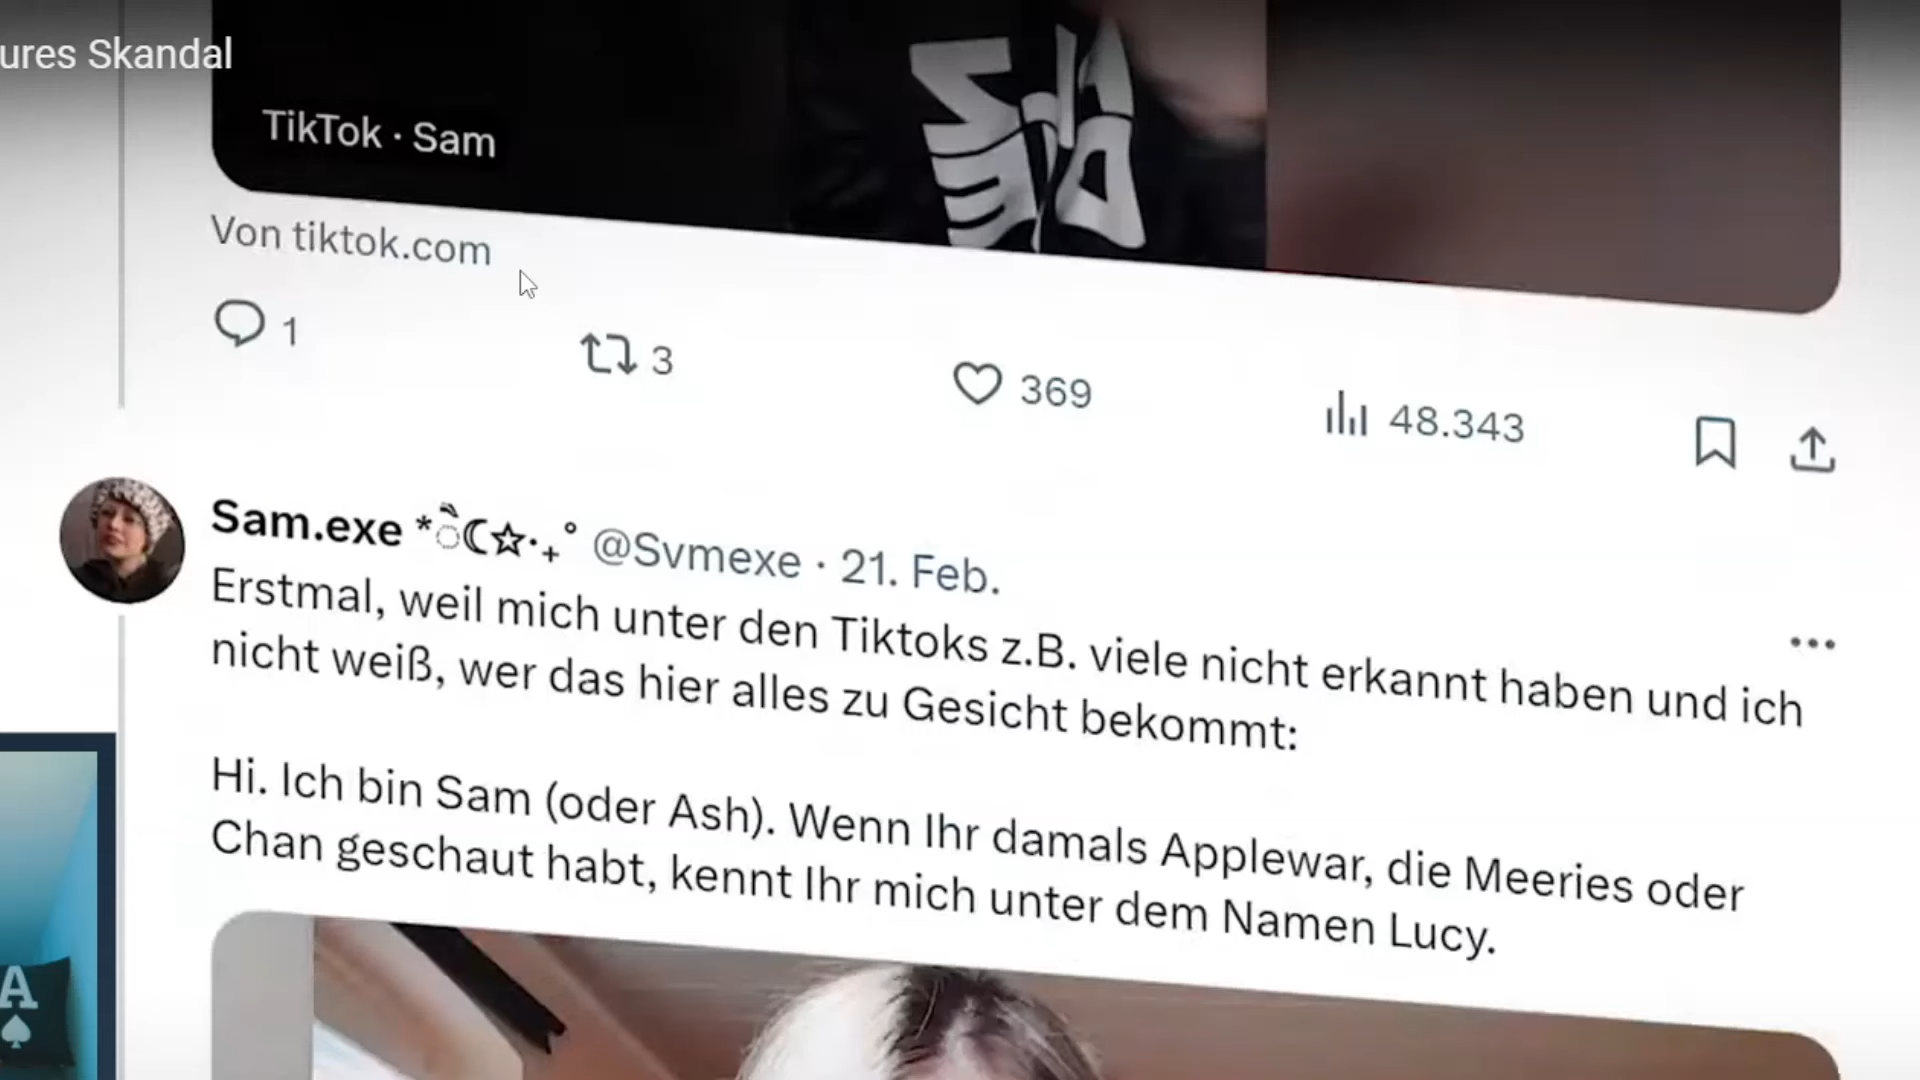 ures Skandal
TikTok · Sam
Von tiktok.com
1
3
369
48.343
Sam.exe @Svmexe · 21. Feb.
Erstmal, weil mich unter den Tiktoks z.B. viele nicht erkannt haben und ich
nicht weiß, wer das hier alles zu Gesicht bekommt:
Hi. Ich bin Sam (oder Ash). Wenn Ihr damals Applewar, die Meeries oder
Chan geschaut habt, kennt Ihr mich unter dem Namen Lucy.
A